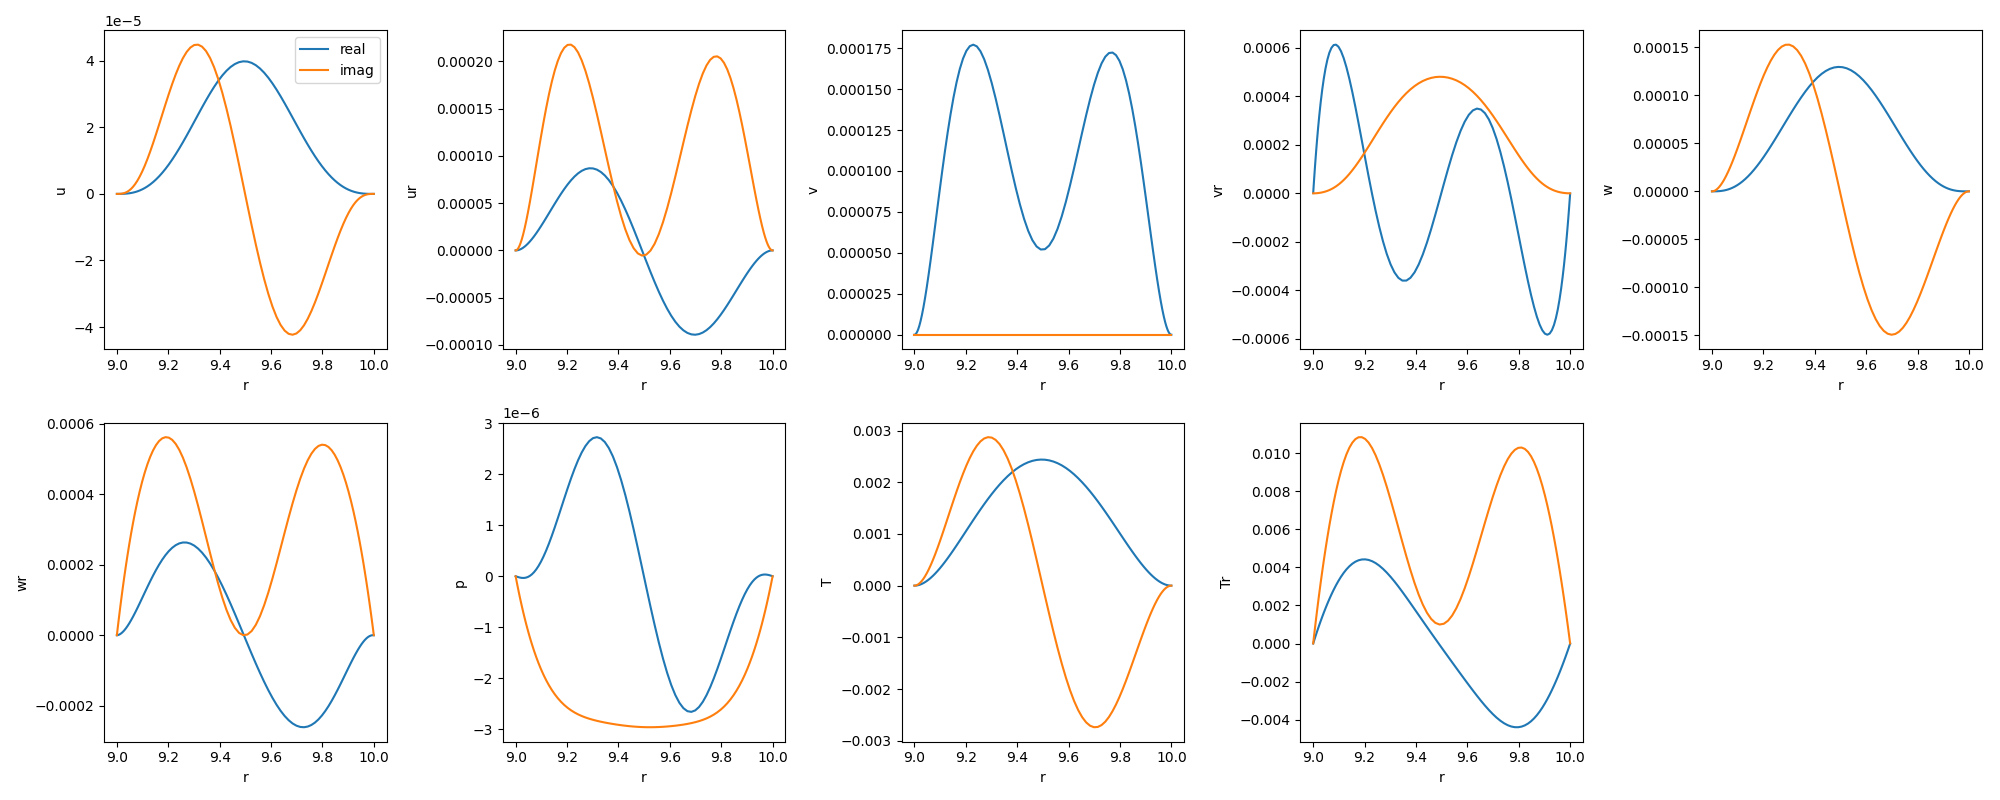 1e−5
u
4
2
0
−2
−4
9.0 9.2 9.4 9.6 9.8 10.0
r
real
imag
ur
0.00020
0.00015
0.00010
0.00005
0.00000
−0.00005
−0.00010
9.0 9.2 9.4 9.6 9.8 10.0
r
v
0.000175
0.000150
0.000125
0.000100
0.000075
0.000050
0.000025
0.000000
9.0 9.2 9.4 9.6 9.8 10.0
r
vr
0.0006
0.0004
0.0002
0.0000
−0.0002
−0.0004
−0.0006
9.0 9.2 9.4 9.6 9.8 10.0
r
w
0.00015
0.00010
0.00005
0.00000
−0.00005
−0.00010
−0.00015
9.0 9.2 9.4 9.6 9.8 10.0
r
wr
0.0006
0.0004
0.0002
0.0000
−0.0002
9.0 9.2 9.4 9.6 9.8 10.0
r
1e−6
p
3
2
1
0
−1
−2
−3
9.0 9.2 9.4 9.6 9.8 10.0
r
T
0.003
0.002
0.001
0.000
−0.001
−0.002
−0.003
9.0 9.2 9.4 9.6 9.8 10.0
r
Tr
0.010
0.008
0.006
0.004
0.002
0.000
−0.002
−0.004
9.0 9.2 9.4 9.6 9.8 10.0
r